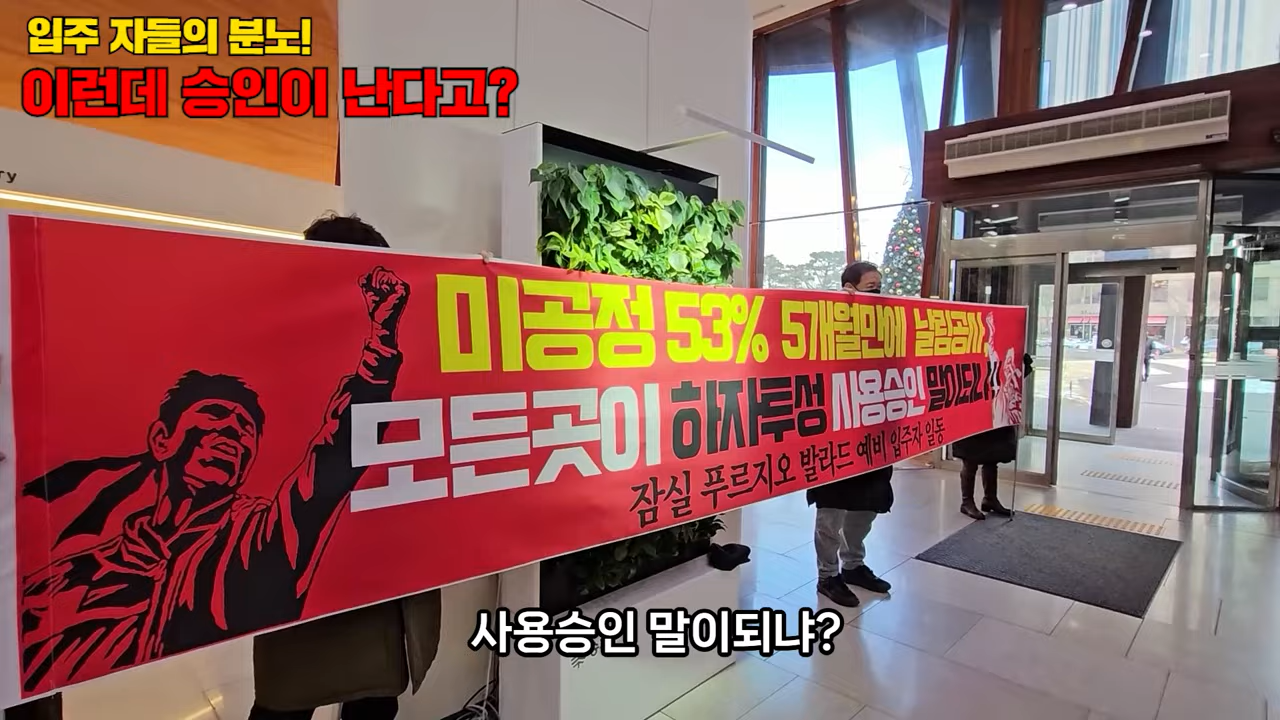 입주 자들의 분노!
이런데 승인이 난다고?
TY
미공정 53% 5개월만에 날림공사,
모든곳이 하자투성 사용승인 말이되냐!!
잠실 푸르지오 발라드 예비 입주자 일동
사용승인 말이되냐?